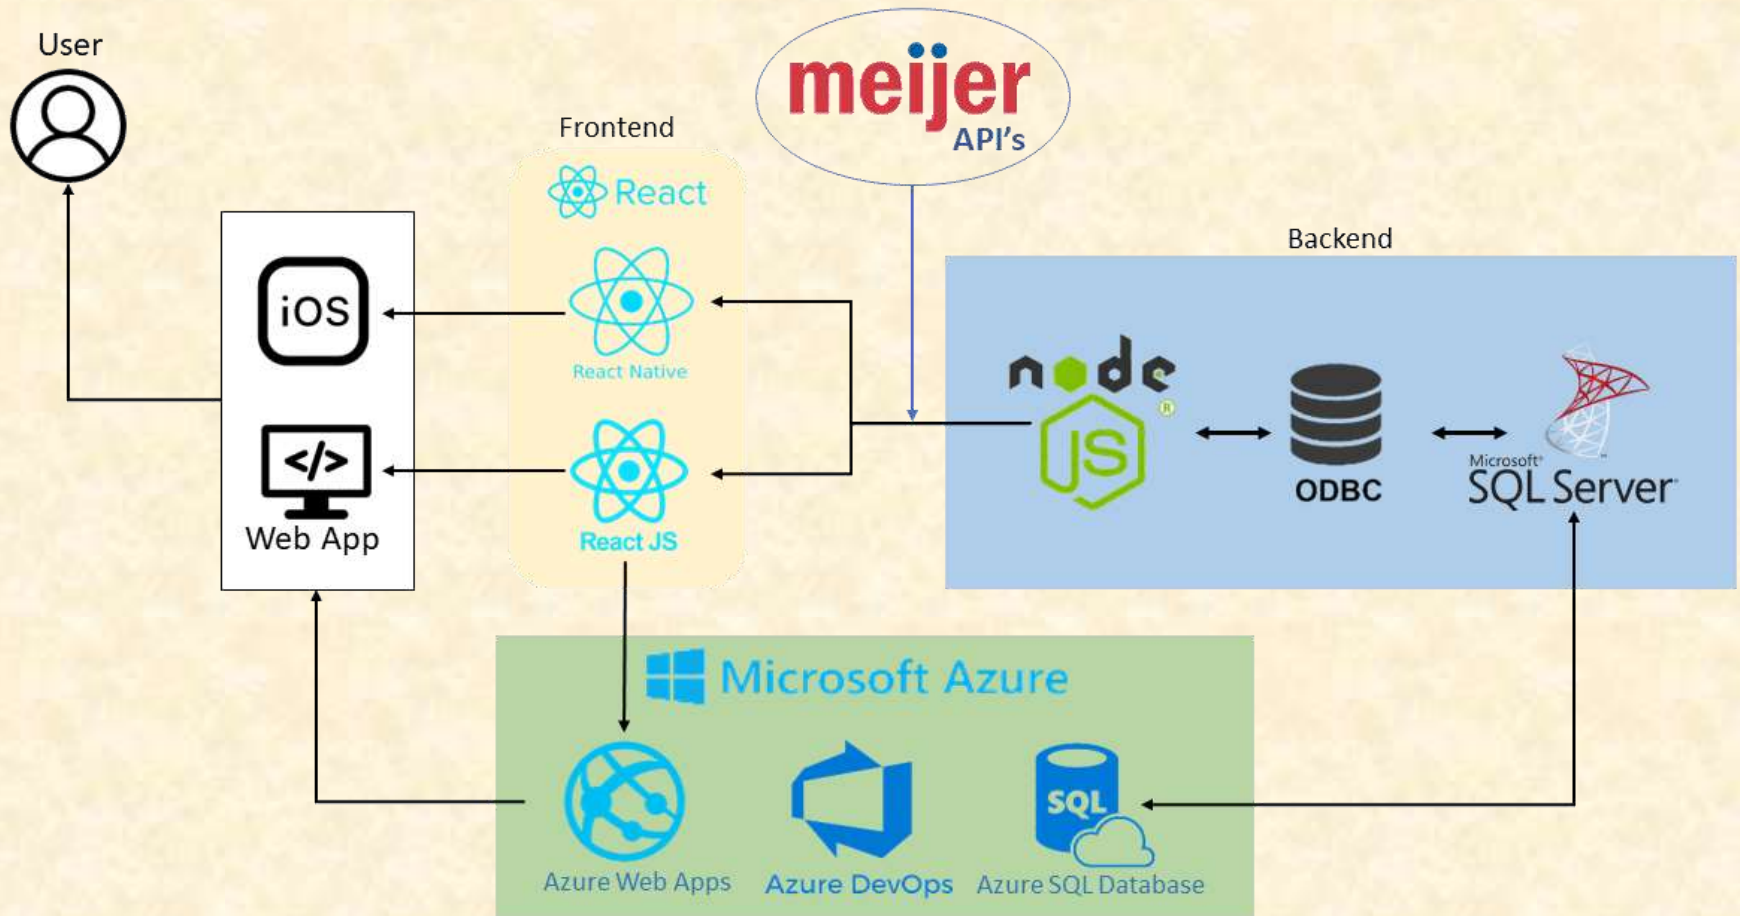 User
meijer
API's
Frontend
React
Backend
iOS
React Native
node
®
JS
Microsoft®
SQL Server
ODBC
</>
Web App
React JS
Microsoft Azure
SQL
Azure Web Apps
Azure DevOps
Azure SQL Database